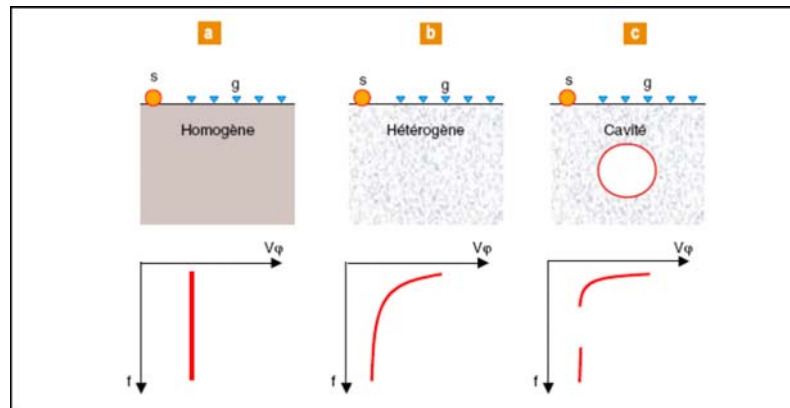 a b c
s g s g s g
Homogène Hétérogène Cavité
Vφ Vφ Vφ
f f f